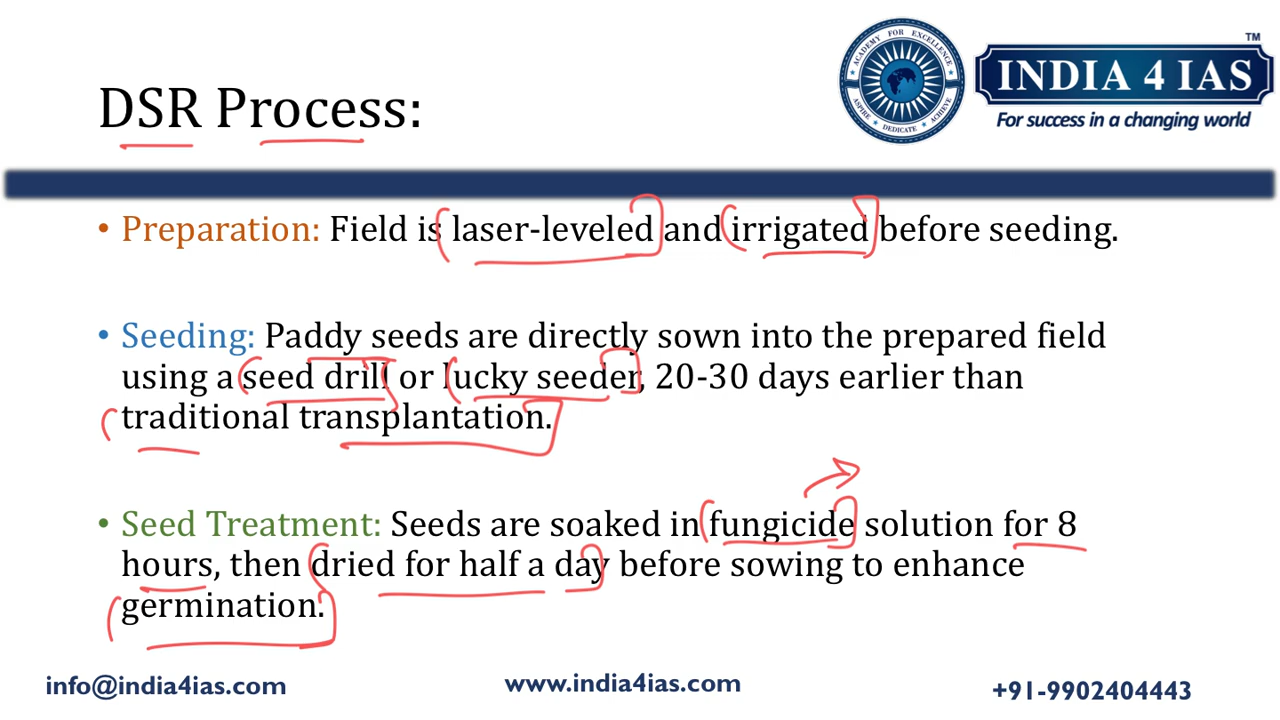 ACADEMY FOR EXCELLENCE
ASPIRE DEDICATE ACHIEVE
TM
INDIA 4 IAS
For success in a changing world
DSR Process:
• Preparation: Field is laser-leveled and irrigated before seeding.
• Seeding: Paddy seeds are directly sown into the prepared field
using a seed drill or lucky seeder, 20-30 days earlier than
traditional transplantation.
• Seed Treatment: Seeds are soaked in fungicide solution for 8
hours, then dried for half a day before sowing to enhance
germination.
info@india4ias.com
www.india4ias.com
+91-9902404443